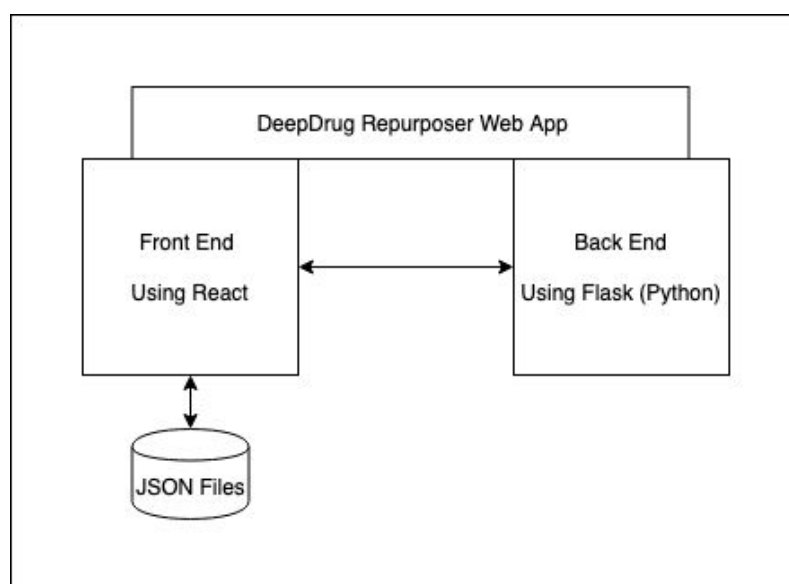 DeepDrug Repurposer Web App
Front End
Using React
Back End
Using Flask (Python)
JSON Files